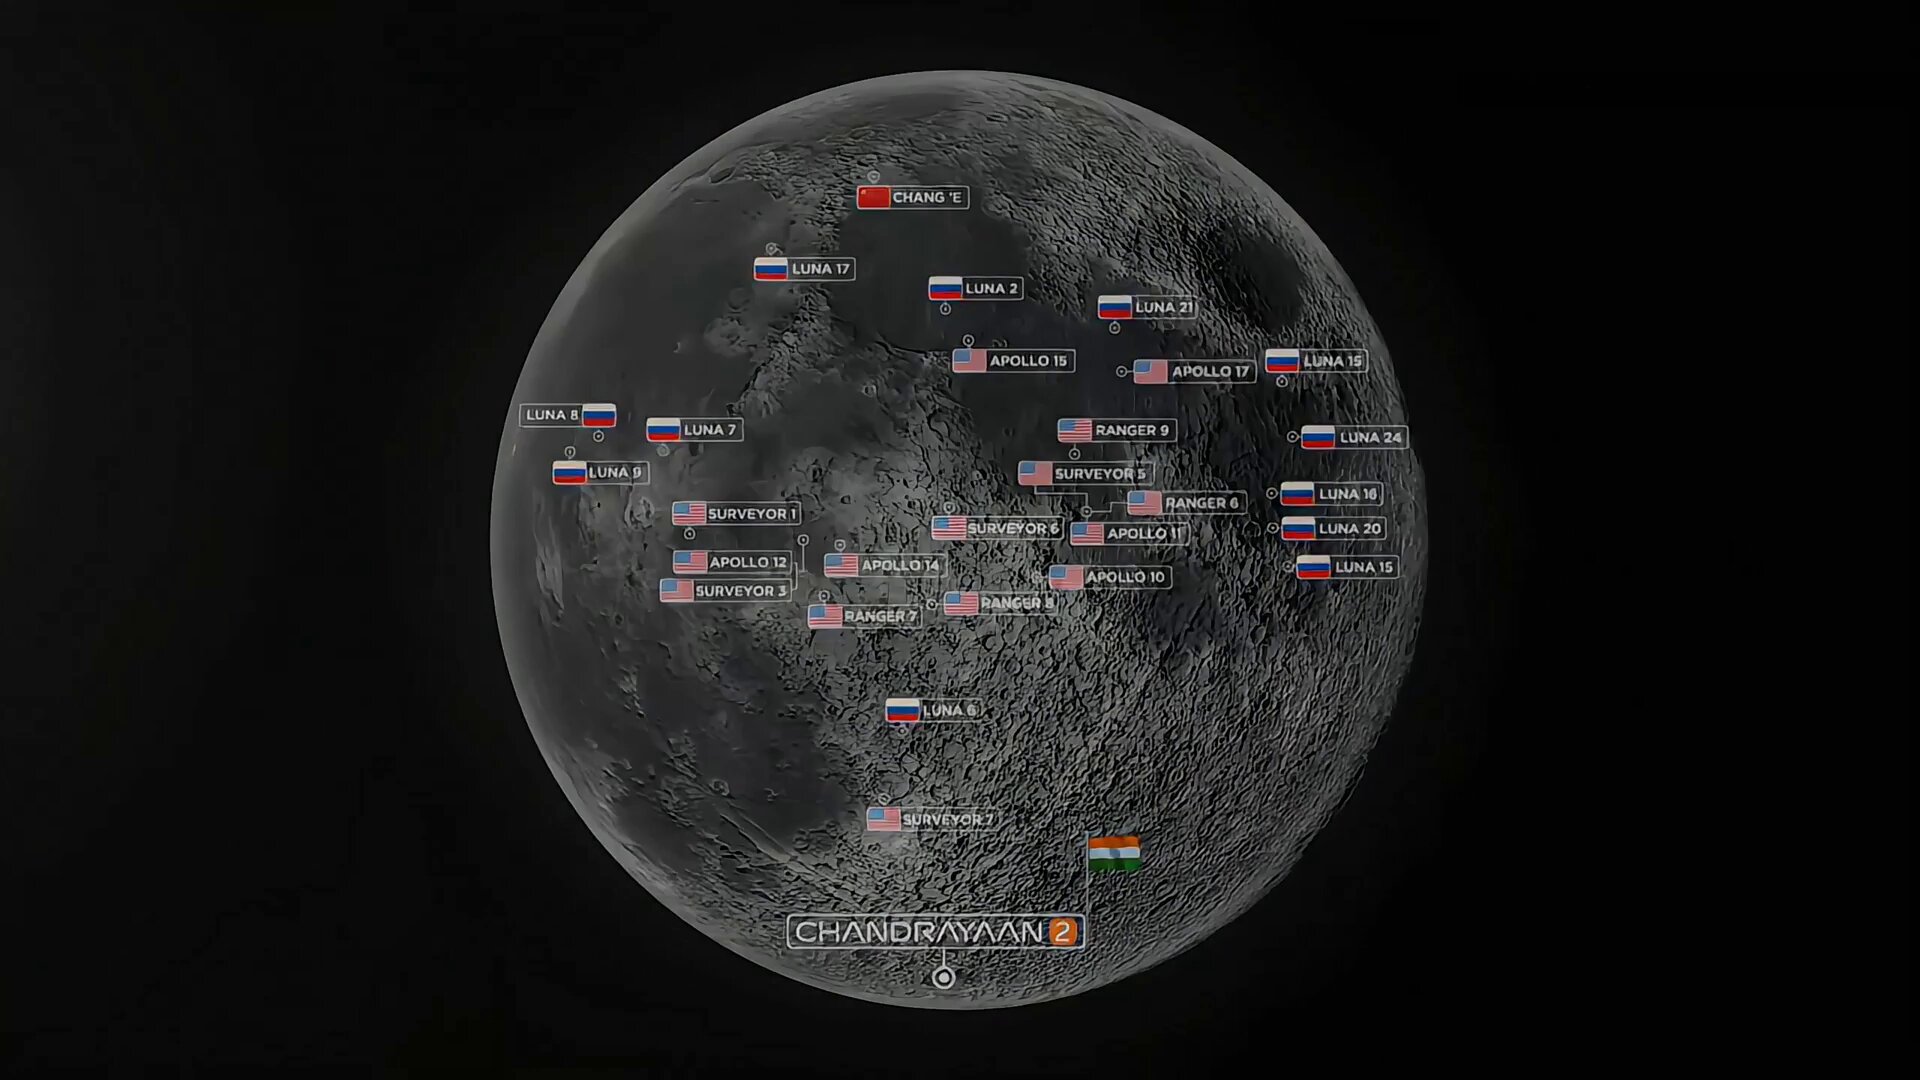 CHANG 'E
LUNA 17
LUNA 2
LUNA 21
APOLLO 15
APOLLO 17
LUNA 15
LUNA 8
LUNA 7
RANGER 9
LUNA 24
LUNA 9
SURVEYOR 5
LUNA 16
RANGER 6
SURVEYOR 1
SURVEYOR 6
APOLLO 11
LUNA 20
APOLLO 12
APOLLO 14
APOLLO 10
LUNA 15
SURVEYOR 3
RANGER 8
RANGER 7
LUNA 6
SURVEYOR 7
CHANDRAYAAN 2